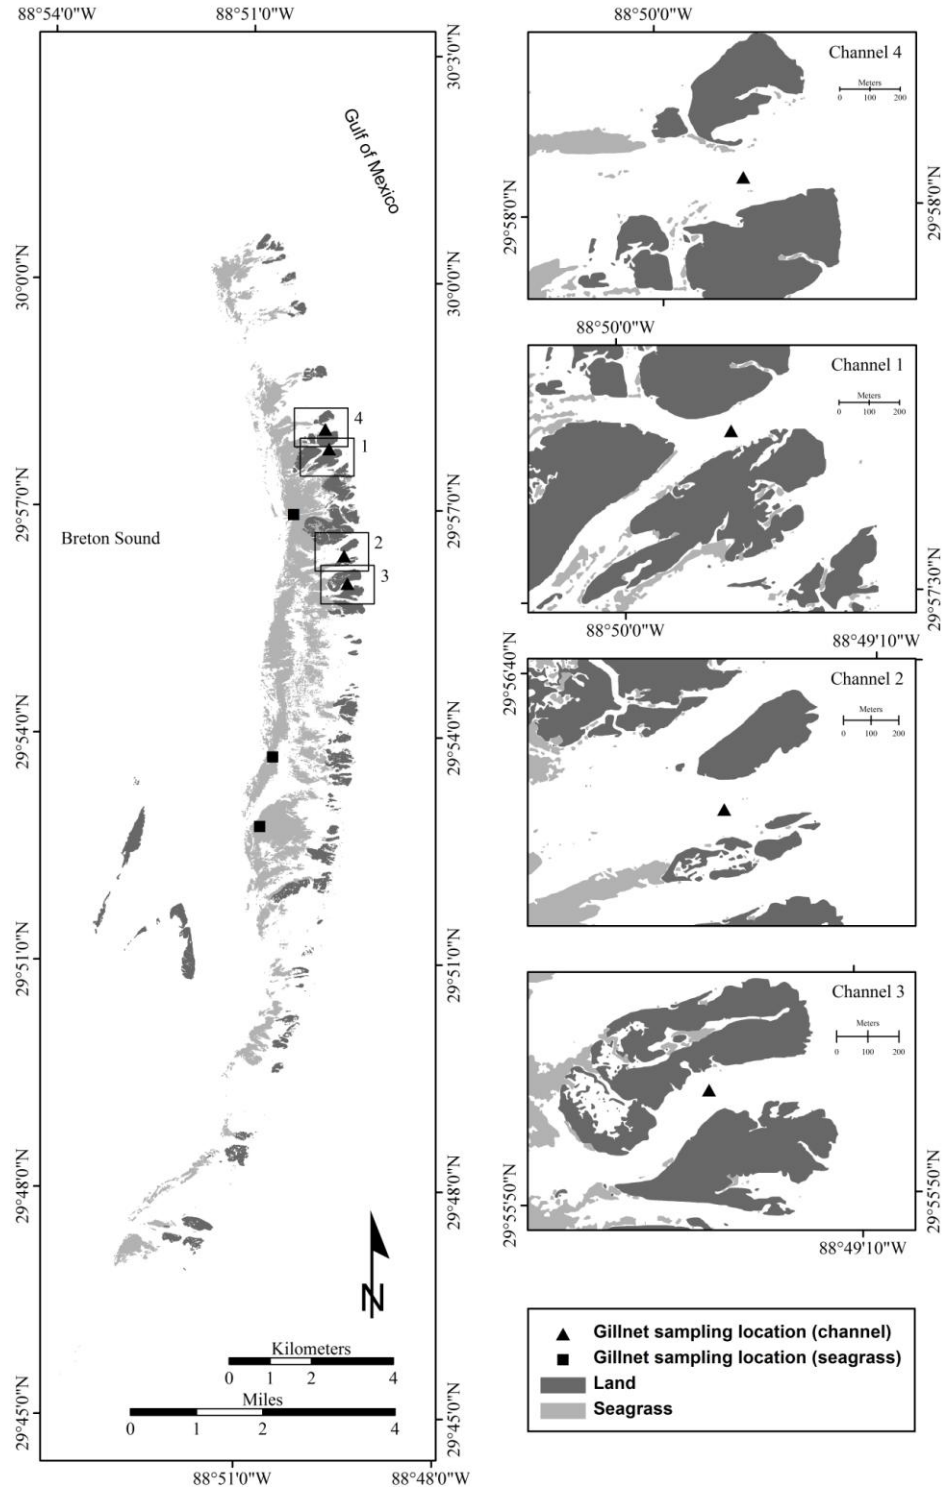 88°54'0"W
88°51'0"W
30°3'0"N
Gulf of Mexico
30°0'0"N
30°0'0"N
4
1
29°57'0"N
29°57'0"N
Breton Sound
2
3
29°54'0"N
29°54'0"N
29°51'0"N
29°51'0"N
29°48'0"N
29°48'0"N
N
Kilometers
0 1 2 4
Miles
0 1 2 4
29°45'0"N
29°45'0"N
88°51'0"W
88°48'0"W
88°50'0"W
Channel 4
Meters
0 100 200
29°58'0"N
29°58'0"N
88°50'0"W
Channel 1
Meters
0 100 200
29°57'30"N
88°50'0"W
88°49'10"W
29°56'40"N
Channel 2
Meters
0 100 200
Channel 3
Meters
0 100 200
29°55'50"N
29°55'50"N
88°49'10"W
Gillnet sampling location (channel)
Gillnet sampling location (seagrass)
Land
Seagrass